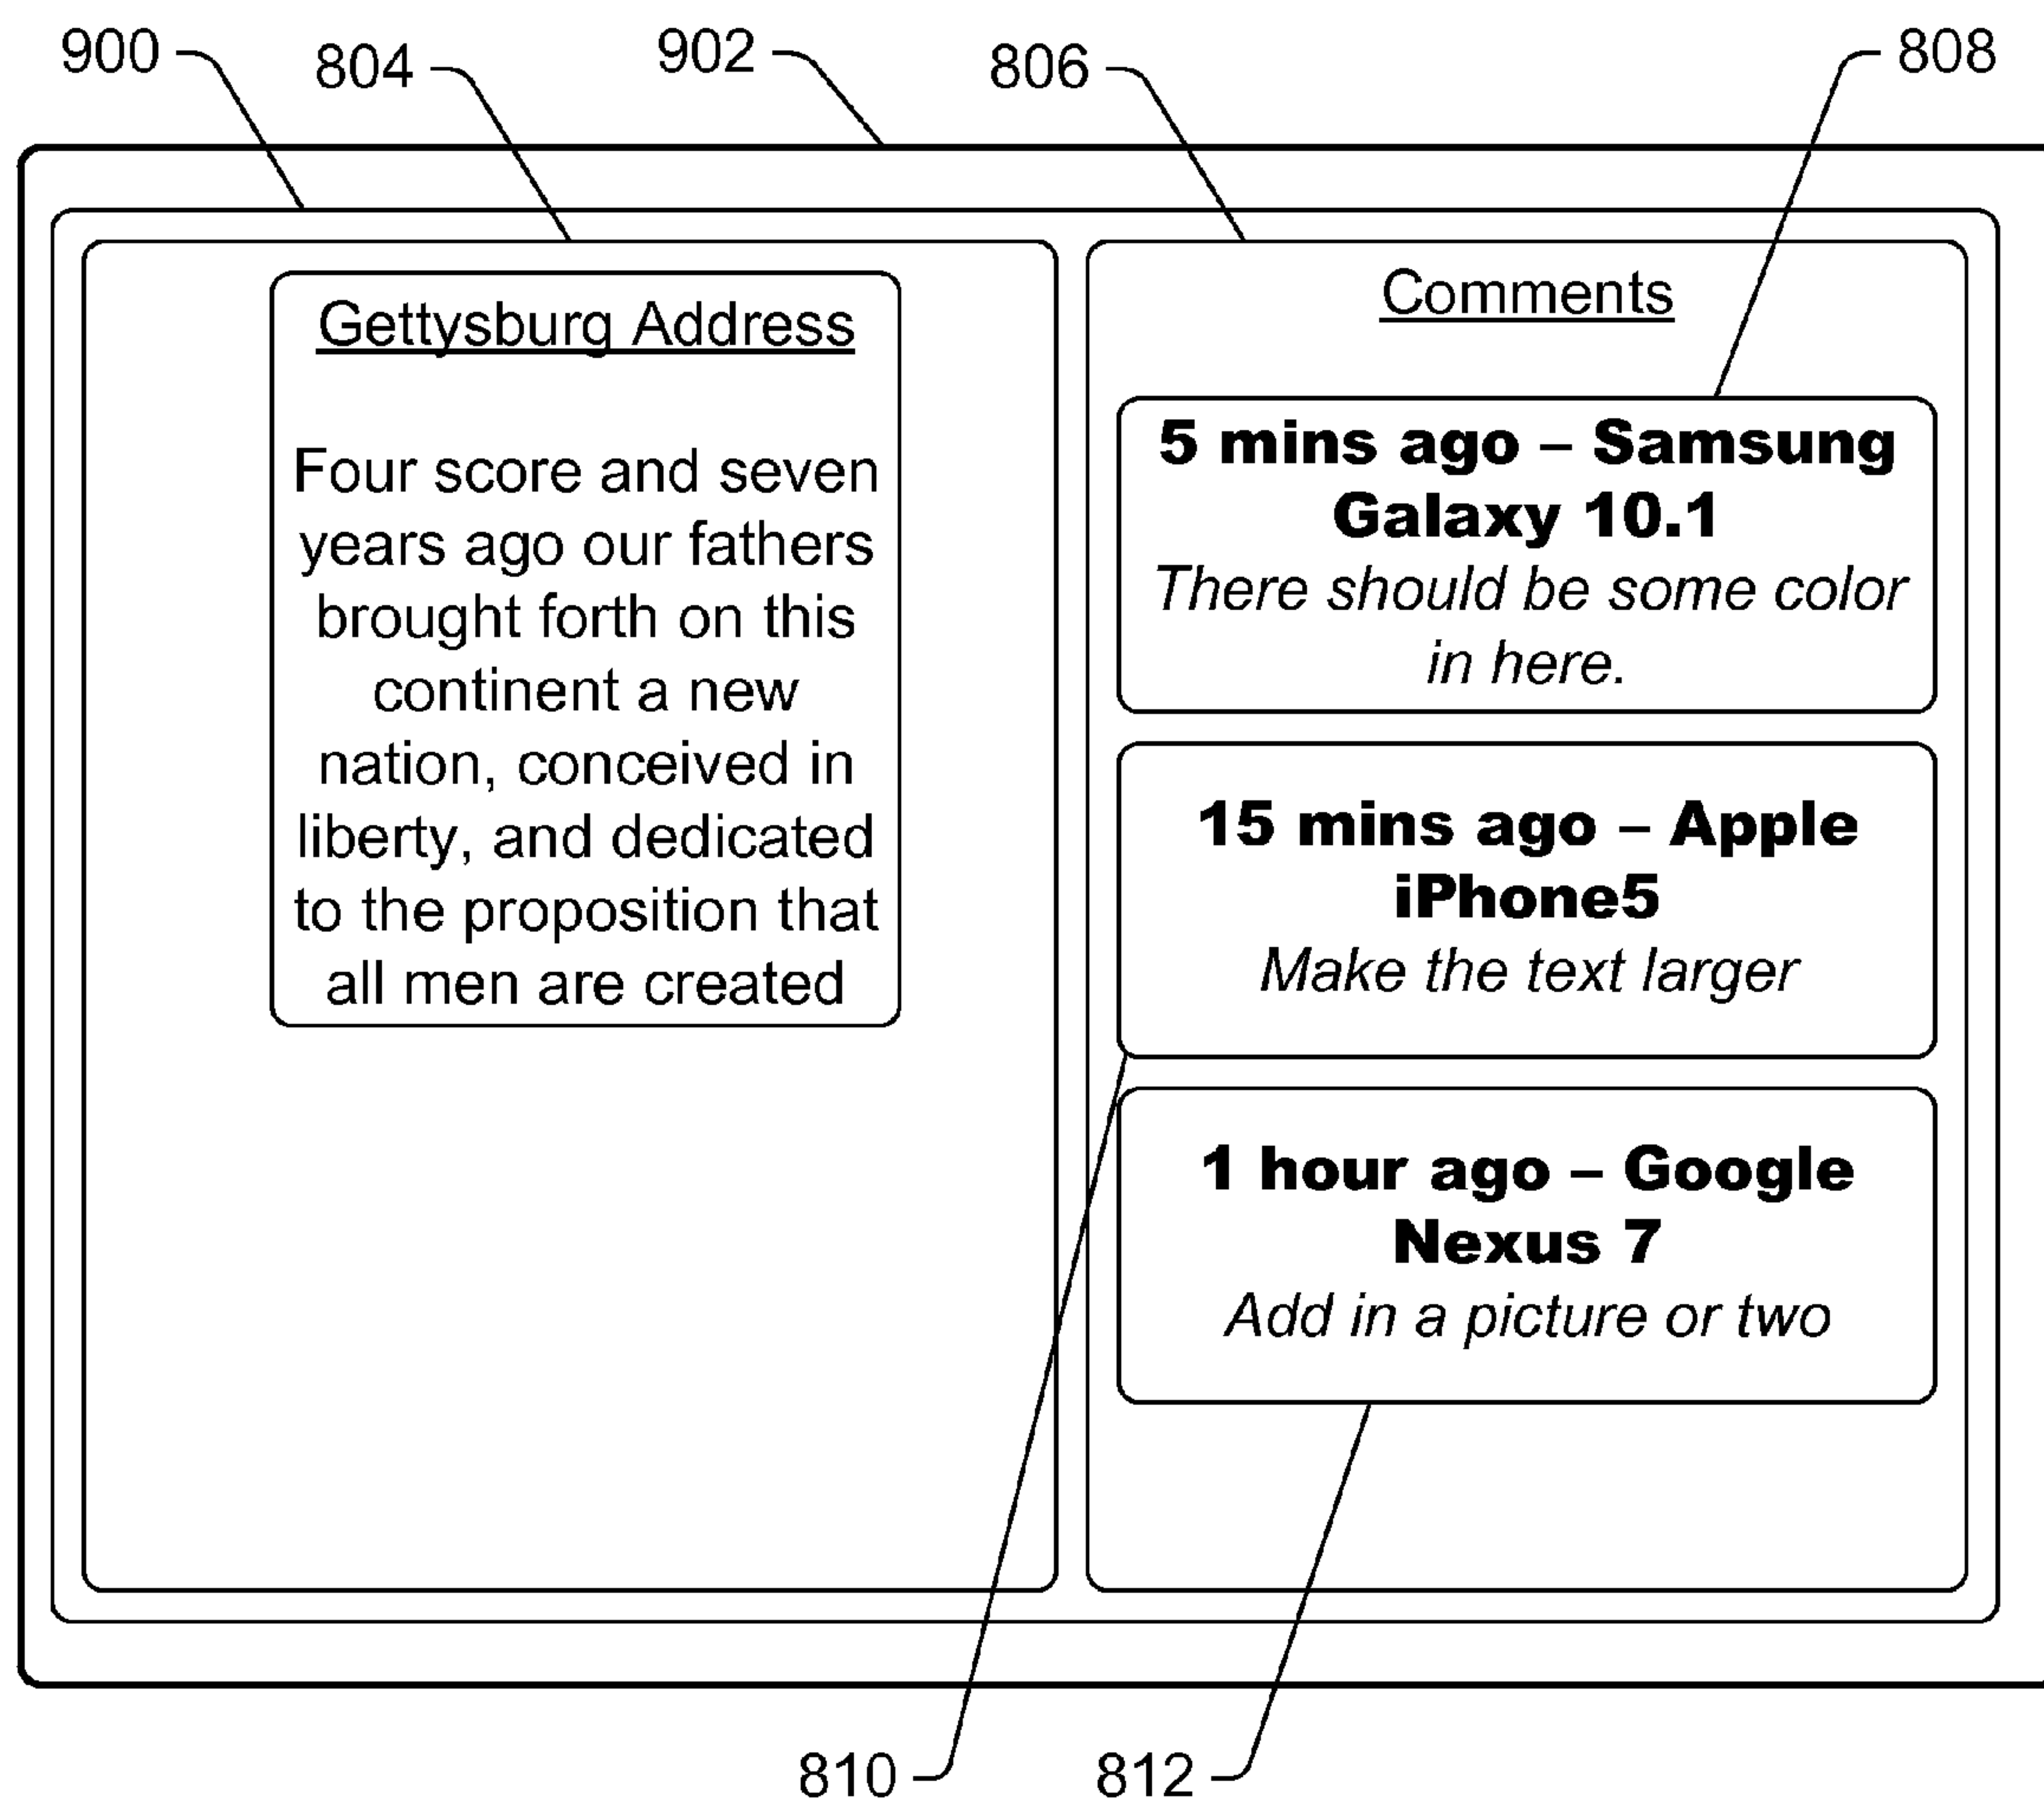 900
804
902
806
808
Gettysburg Address
Four score and seven
years ago our fathers
brought forth on this
continent a new
nation, conceived in
liberty, and dedicated
to the proposition that
all men are created
Comments
5 mins ago – Samsung
Galaxy 10.1
There should be some color
in here.
15 mins ago – Apple
iPhone5
Make the text larger
1 hour ago – Google
Nexus 7
Add in a picture or two
810
812